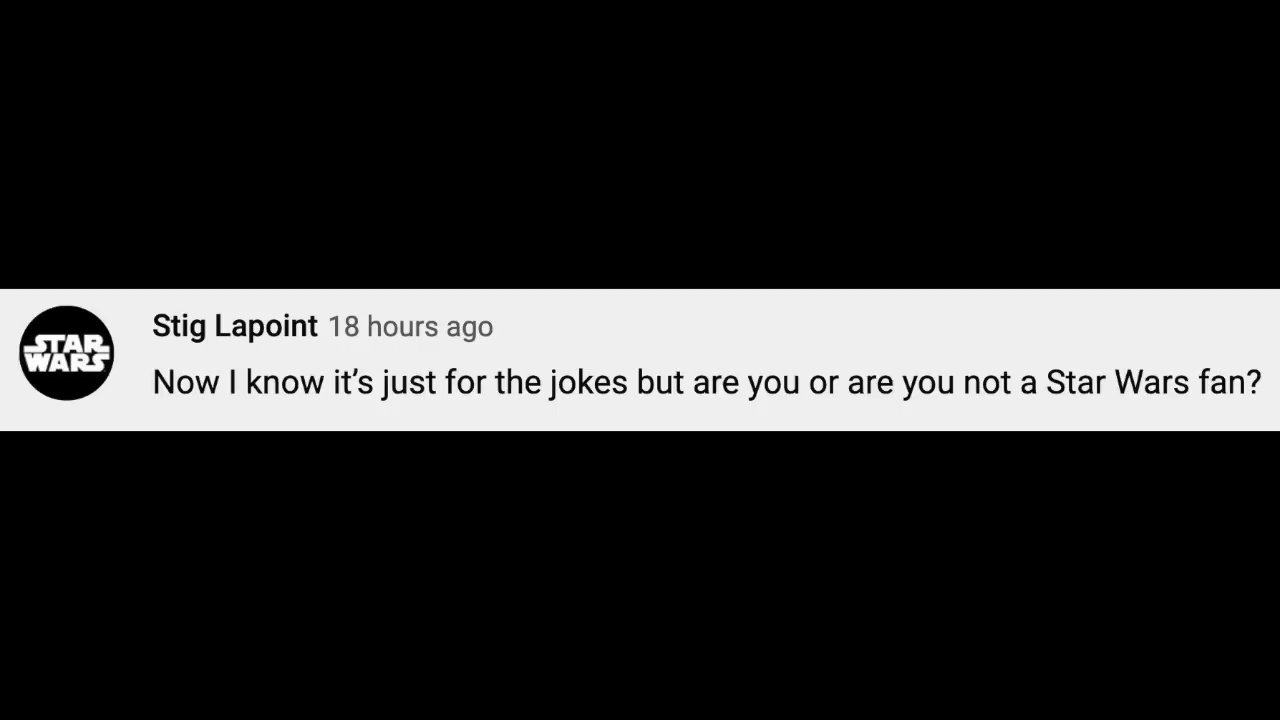 STAR
WARS
Stig Lapoint 18 hours ago
Now I know it’s just for the jokes but are you or are you not a Star Wars fan?